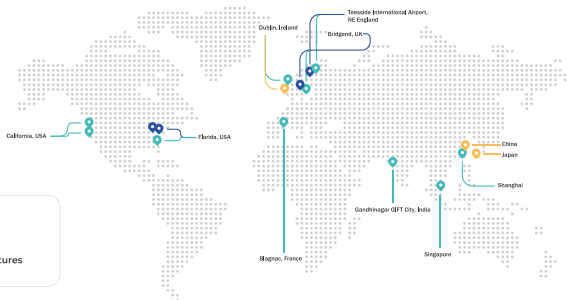 Teesside International Airport,
NE England
Dublin, Ireland
Bridgend, UK
California, USA
Florida, USA
China
Japan
Shanghai
Gandhinagar GIFT City, India
Singapore
Blagnac, France
tures